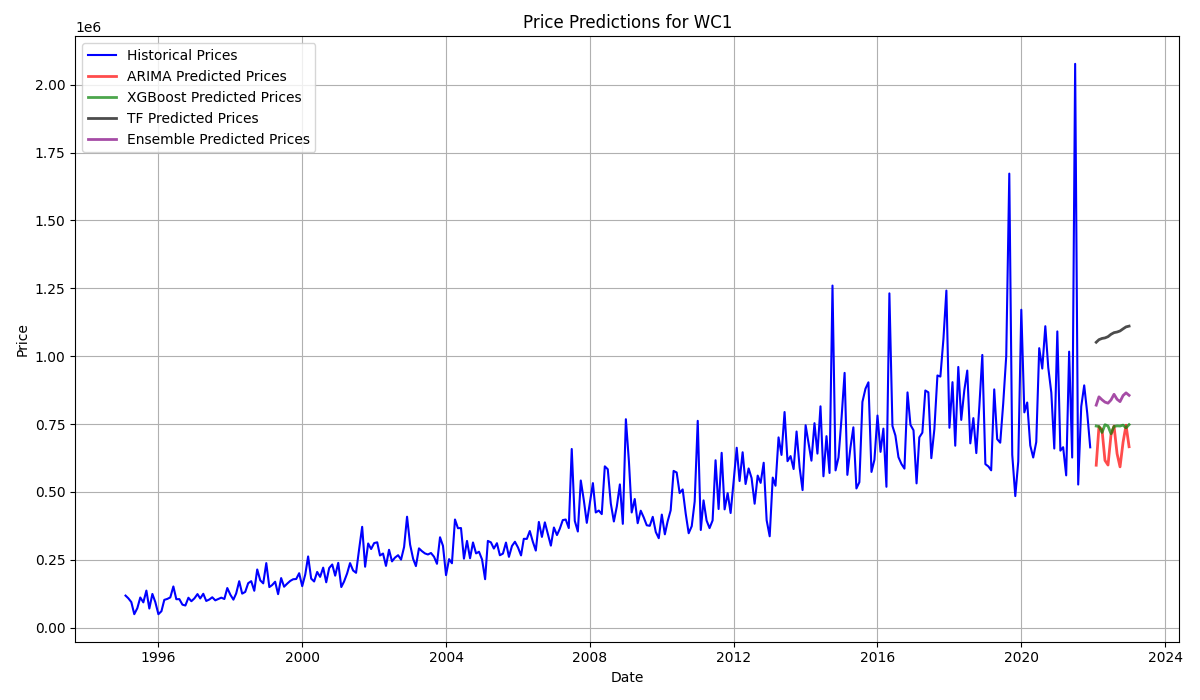 Price Predictions for WC1
1e6
Historical Prices
ARIMA Predicted Prices
XGBoost Predicted Prices
TF Predicted Prices
Ensemble Predicted Prices
2.00
1.75
1.50
1.25
1.00
0.75
0.50
0.25
0.00
Price
1996 2000 2004 2008 2012 2016 2020 2024
Date